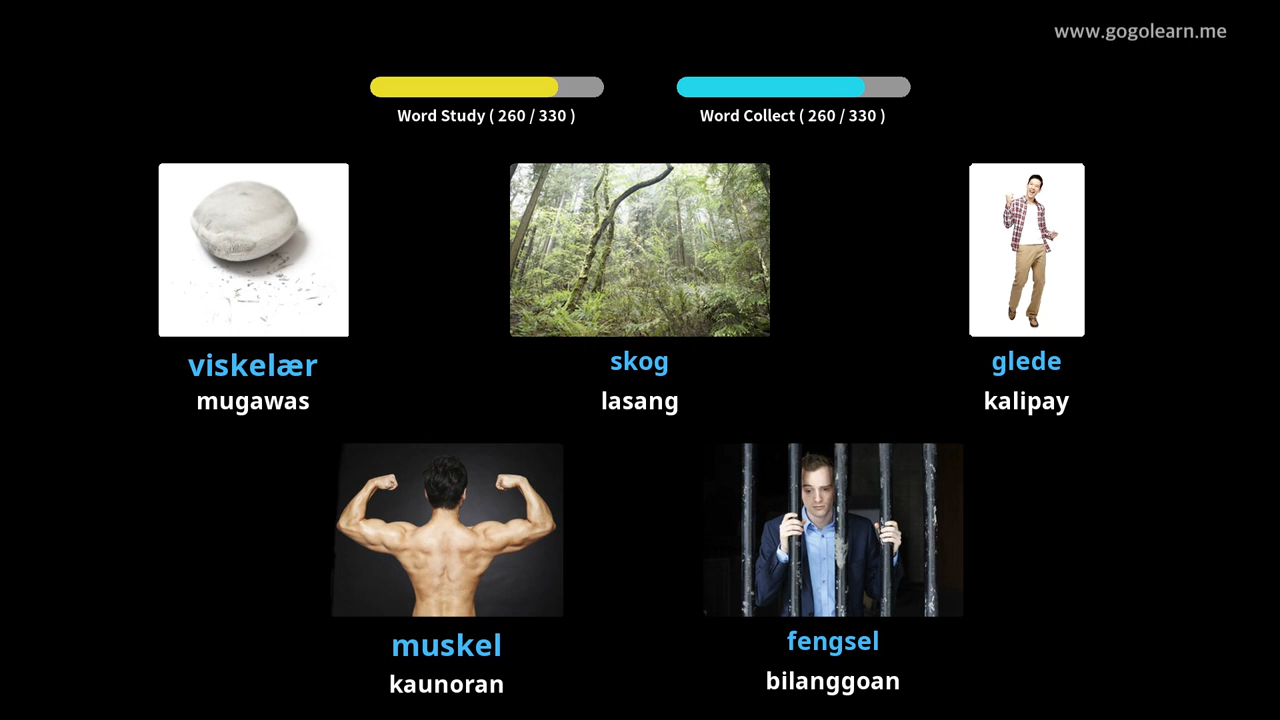 www.gogolearn.me
Word Study ( 260 / 330 )
Word Collect ( 260 / 330 )
viskelær
mugawas
skog
lasang
glede
kalipay
muskel
kaunoran
fengsel
bilanggoan